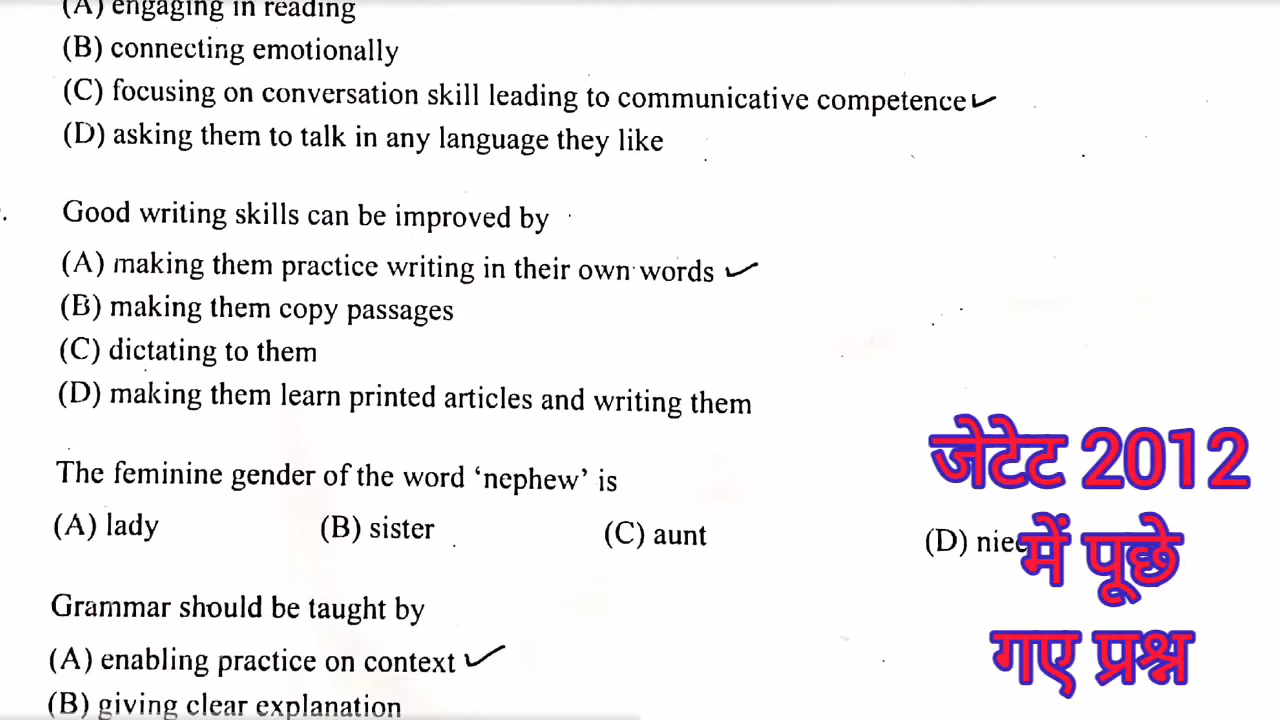 (A) engaging in reading
(B) connecting emotionally
(C) focusing on conversation skill leading to communicative competence
(D) asking them to talk in any language they like
Good writing skills can be improved by
(A) making them practice writing in their own words
(B) making them copy passages
(C) dictating to them
(D) making them learn printed articles and writing them
The feminine gender of the word ‘nephew’ is
(A) lady (B) sister (C) aunt (D)
Grammar should be taught by
(A) enabling practice on context
(B) giving clear explanation
जेटेट 2012
में पूछे
गए प्रश्न